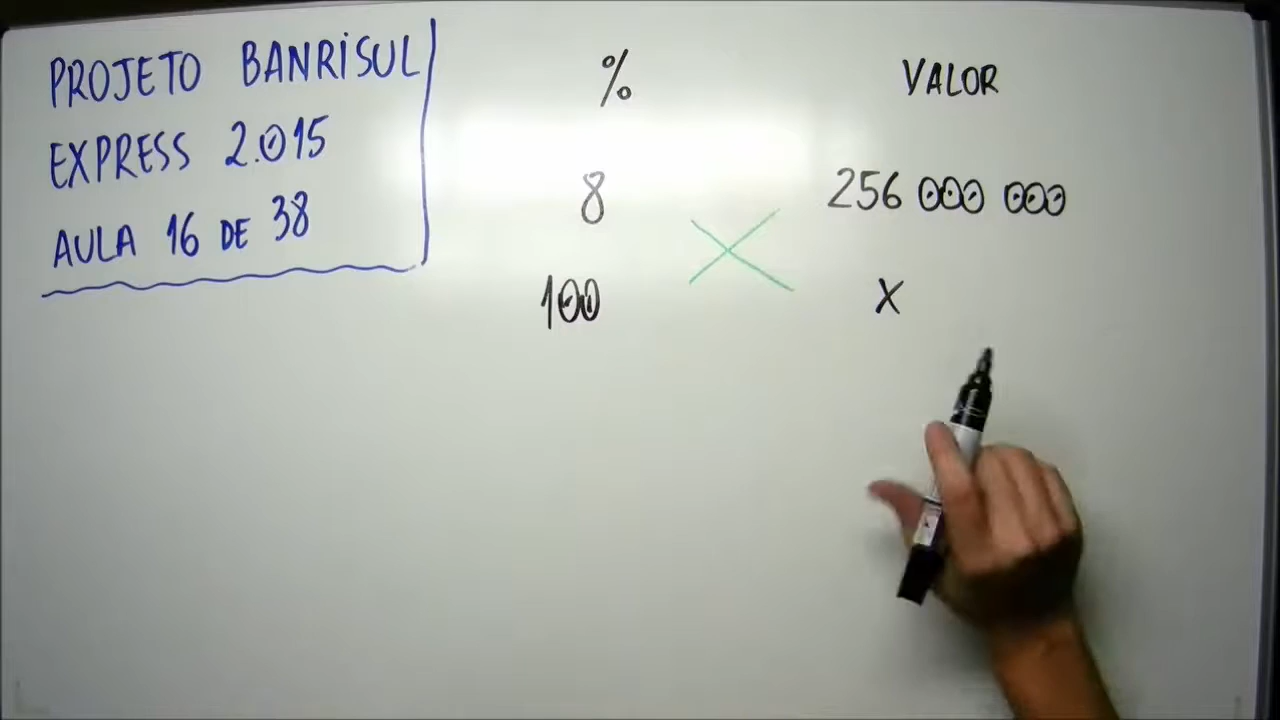 PROJETO BANRISUL
EXPRESS 2.015
AULA 16 DE 38
% VALOR
8 256 000 000
100 X